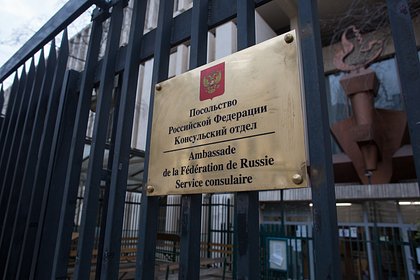 Посольство
Российской Федерации
Консульский отдел
Ambassade
de la Fédération de Russie
Service consulaire